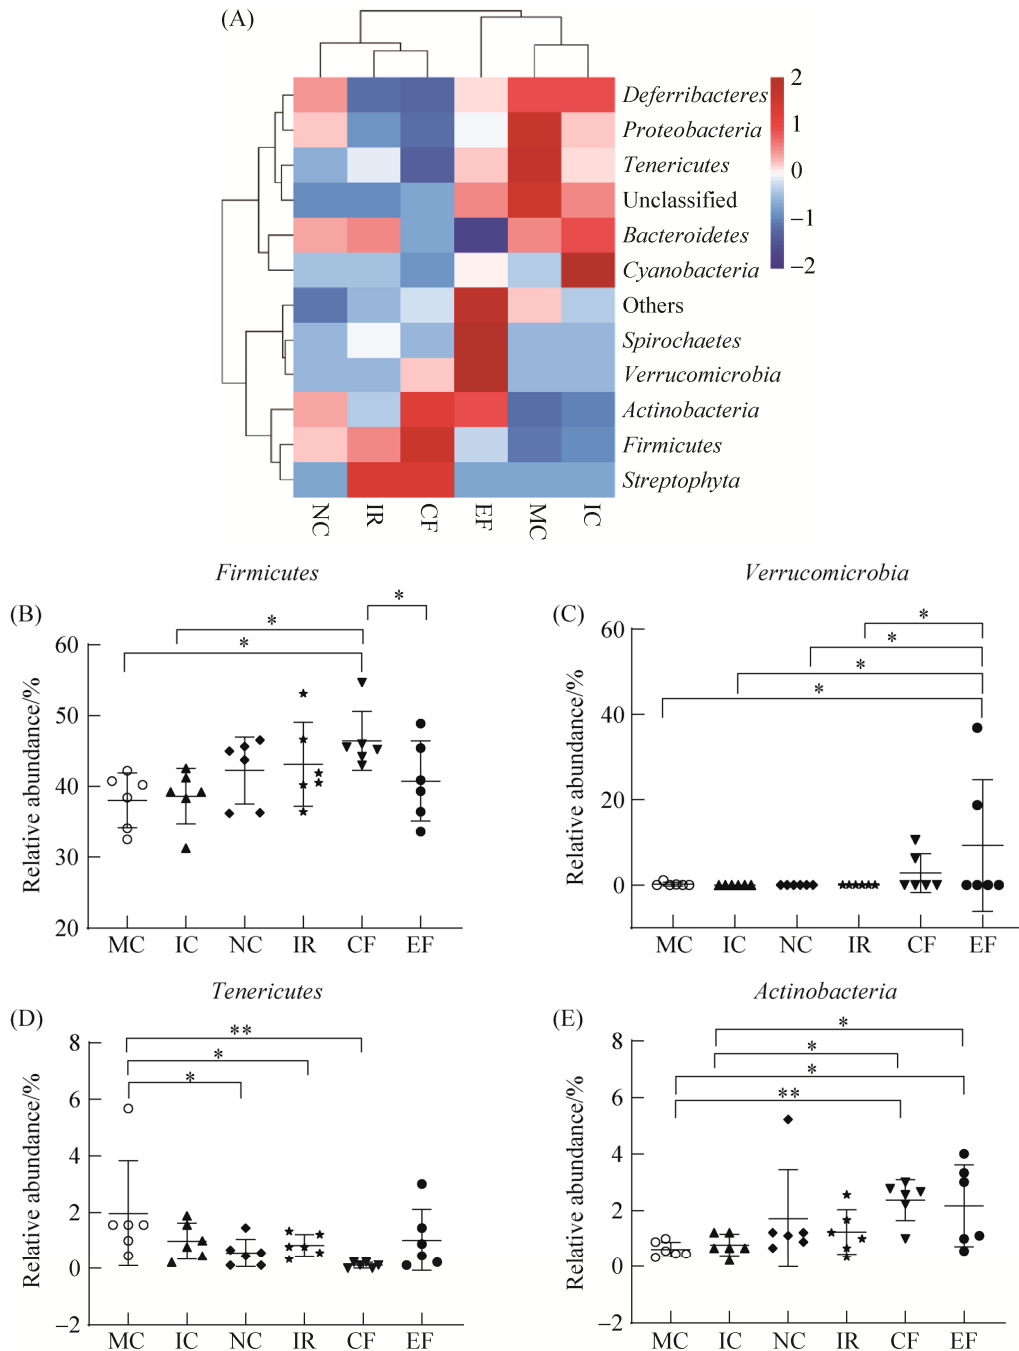 (A)
Deferribacteres
Proteobacteria
Tenericutes
Unclassified
Bacteroidetes
Cyanobacteria
Others
Spirochaetes
Verrucomicrobia
Actinobacteria
Firmicutes
Streptophyta
2
1
0
−1
−2
NC IR CF EF MC IC
Firmicutes
(B)
Relative abundance/%
60
50
40
30
20
*
*
*
MC IC NC IR CF EF
Verrucomicrobia
(C)
Relative abundance/%
60
40
20
0
*
*
*
*
MC IC NC IR CF EF
Tenericutes
(D)
Relative abundance/%
8
6
4
2
0
−2
**
*
*
MC IC NC IR CF EF
Actinobacteria
(E)
Relative abundance/%
8
6
4
2
0
−2
*
*
*
**
MC IC NC IR CF EF